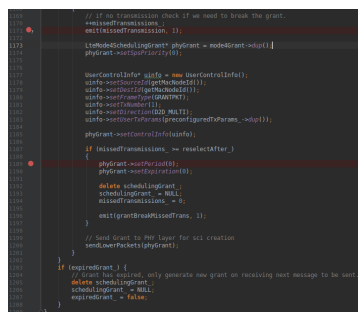 // if no transmission check if we need to break the grant.
++missedTransmissions_;
emit(missedTransmission, 1);
1173
LteMode4SchedulingGrant* phyGrant = mode4Grant->dup();
phyGrant->setSpsPriority(0);
UserControlInfo* uinfo = new UserControlInfo();
uinfo->setSourceId(getMacNodeId());
uinfo->setDestId(getMacNodeId());
uinfo->setFrameType(GRANTPKT);
uinfo->setTxNumber(1);
uinfo->setDirection(D2D_MULTI);
uinfo->setUserTxParams(preconfiguredTxParams_->dup());
phyGrant->setControlInfo(uinfo);
if (missedTransmissions_ >= reselectAfter_)
{
phyGrant->setPeriod(0);
phyGrant->setExpiration(0);
delete schedulingGrant_;
schedulingGrant_ = NULL;
missedTransmissions_ = 0;
emit(grantBreakMissedTrans, 1);
}
// Send Grant to PHY layer for sci creation
sendLowerPackets(phyGrant);
}
}
if (expiredGrant_) {
// Grant has expired, only generate new grant on receiving next message to be sent.
delete schedulingGrant_;
schedulingGrant_ = NULL;
expiredGrant_ = false;
}